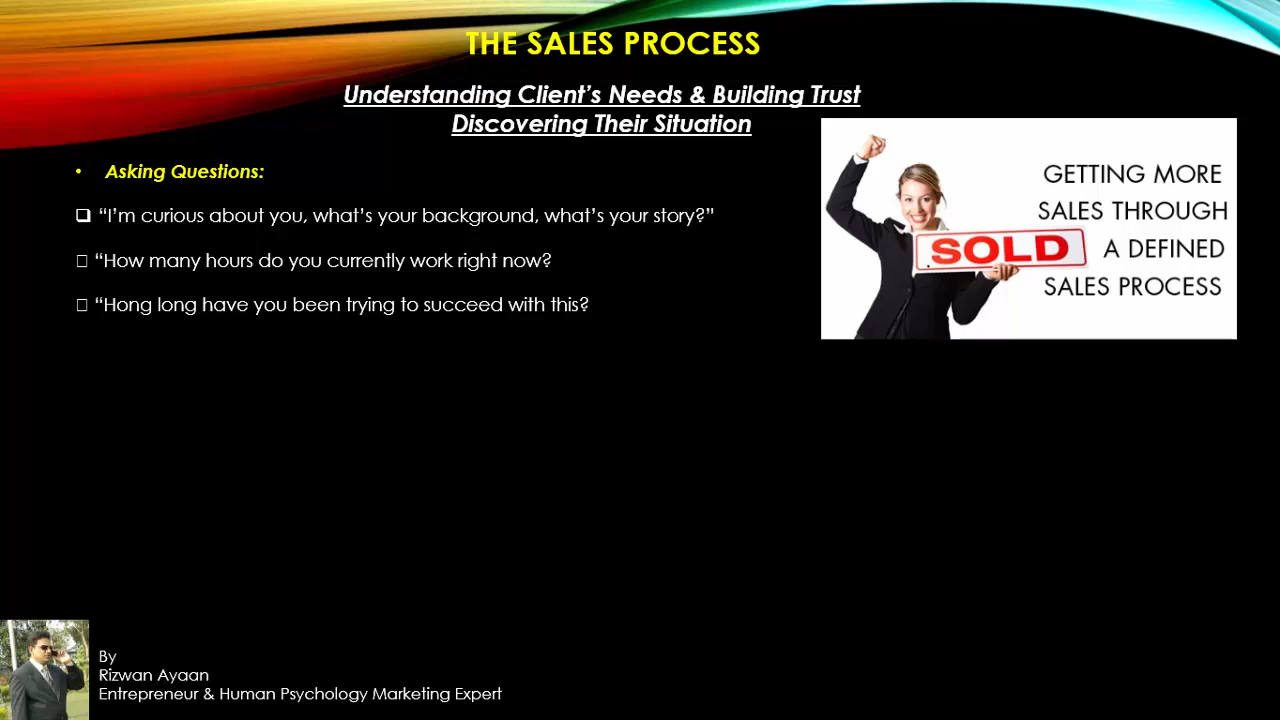 THE SALES PROCESS
Understanding Client's Needs & Building Trust
Discovering Their Situation
• Asking Questions:
❑ “I'm curious about you, what's your background, what's your story?”
□ “How many hours do you currently work right now?
□ “Hong long have you been trying to succeed with this?
GETTING MORE
SALES THROUGH
SOLD
A DEFINED
SALES PROCESS
By
Rizwan Ayaan
Entrepreneur & Human Psychology Marketing Expert